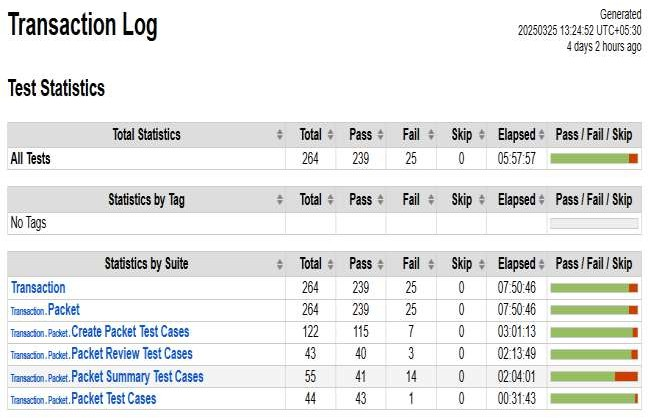 Transaction Log
Generated
20250325 13:24:52 UTC+05:30
4 days 2 hours ago
Test Statistics
Total Statistics Total Pass Fail Skip Elapsed Pass / Fail / Skip
All Tests 264 239 25 0 05:57:57
Statistics by Tag Total Pass Fail Skip Elapsed Pass / Fail / Skip
No Tags
Statistics by Suite Total Pass Fail Skip Elapsed Pass / Fail / Skip
Transaction 264 239 25 0 07:50:46
Transaction . Packet 264 239 25 0 07:50:46
Transaction . Packet . Create Packet Test Cases 122 115 7 0 03:01:13
Transaction . Packet . Packet Review Test Cases 43 40 3 0 02:13:49
Transaction . Packet . Packet Summary Test Cases 55 41 14 0 02:04:01
Transaction . Packet . Packet Test Cases 44 43 1 0 00:31:43